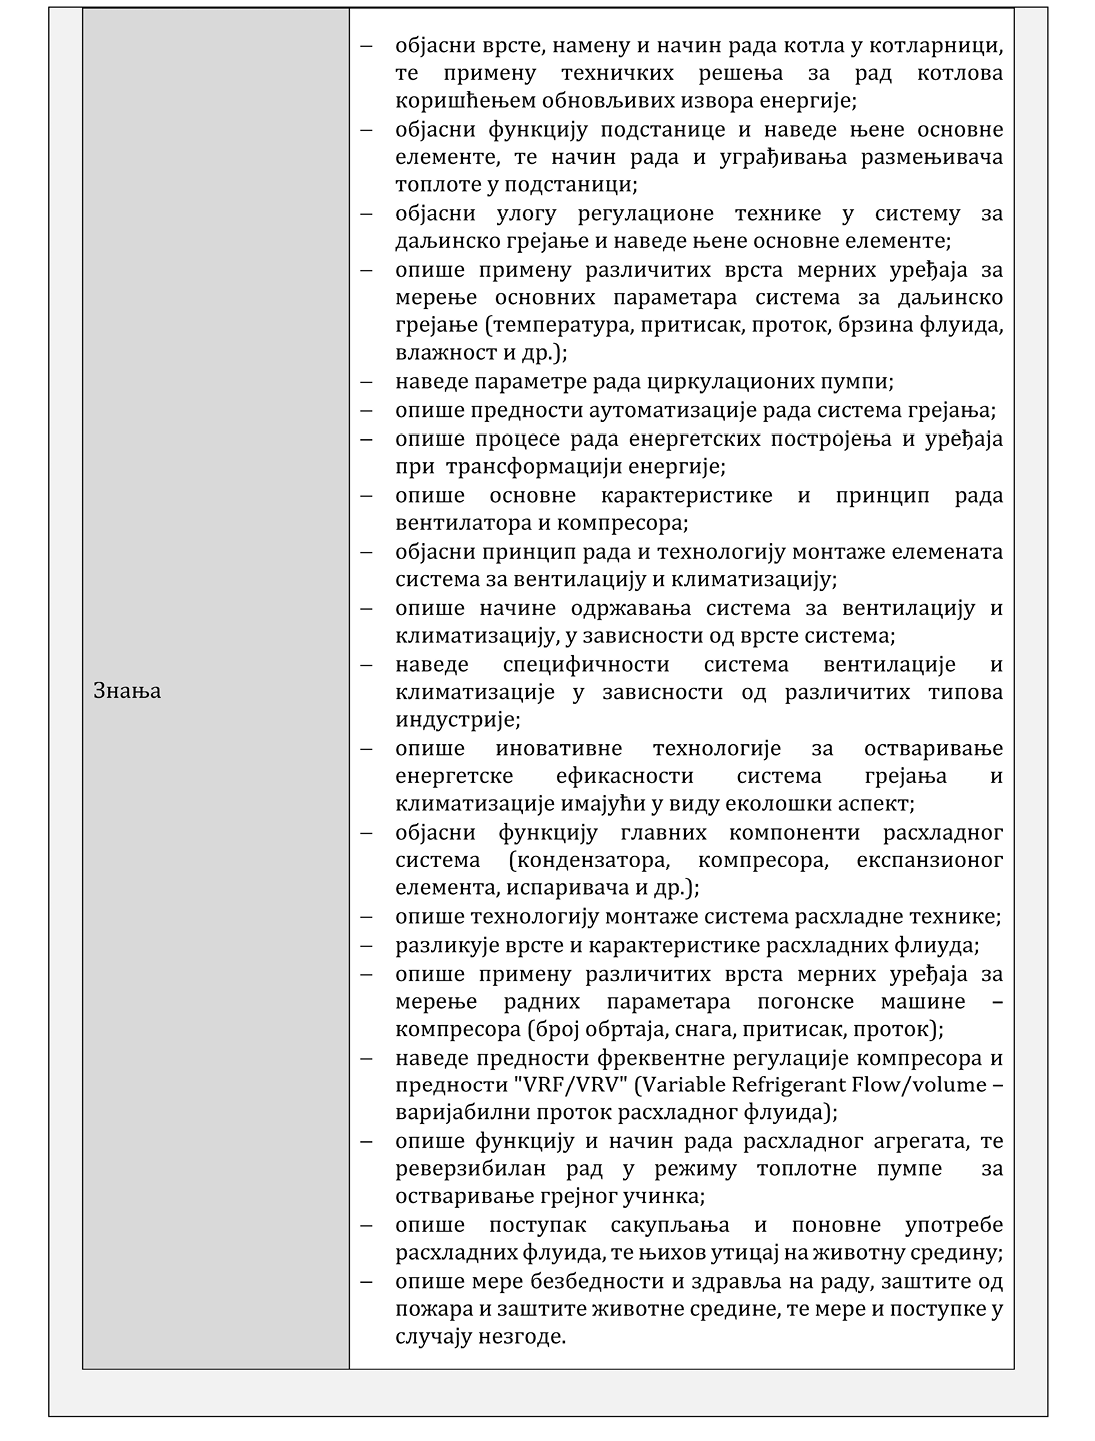 Знања
– објасни врсте, намену и начин рада котла у котларници,
те примену техничких решења за рад котлова
коришћењем обновљивих извора енергије;
– објасни функцију подстанице и наведе њене основне
елементе, те начин рада и уграђивања размењивача
топлоте у подстаници;
– објасни улогу регулационе технике у систему за
даљинско грејање и наведе њене основне елементе;
– опише примену различитих врста мерних уређаја за
мерење основних параметара система за даљинско
грејање (температура, притисак, проток, брзина флуида,
влажност и др.);
– наведе параметре рада циркулационих пумпи;
– опише предности аутоматизације рада система грејања;
– опише процесе рада енергетских постројења и уређаја
при трансформацији енергије;
– опише основне карактеристике и принцип рада
вентилатора и компресора;
– објасни принцип рада и технологију монтаже елемената
система за вентилацију и климатизацију;
– опише начине одржавања система за вентилацију и
климатизацију, у зависности од врсте система;
– наведе специфичности система вентилације и
климатизације у зависности од различитих типова
индустрије;
– опише иновативне технологије за остваривање
енергетске ефикасности система грејања и
климатизације имајући у виду еколошки аспект;
– објасни функцију главних компоненти расхладног
система (кондензатора, компресора, експанзионог
елемента, испаривача и др.);
– опише технологију монтаже система расхладне технике;
– разликује врсте и карактеристике расхладних флиуда;
– опише примену различитих врста мерних уређаја за
мерење радних параметара погонске машине –
компресора (број обртаја, снага, притисак, проток);
– наведе предности фреквентне регулације компресора и
предности "VRF/VRV" (Variable Refrigerant Flow/volume –
варијабилни проток расхладног флуида);
– опише функцију и начин рада расхладног агрегата, те
реверзибилан рад у режиму топлотне пумпе за
остваривање грејног учинка;
– опише поступак сакупљања и поновне употребе
расхладних флуида, те њихов утицај на животну средину;
– опише мере безбедности и здравља на раду, заштите од
пожара и заштите животне средине, те мере и поступке у
случају незгоде.